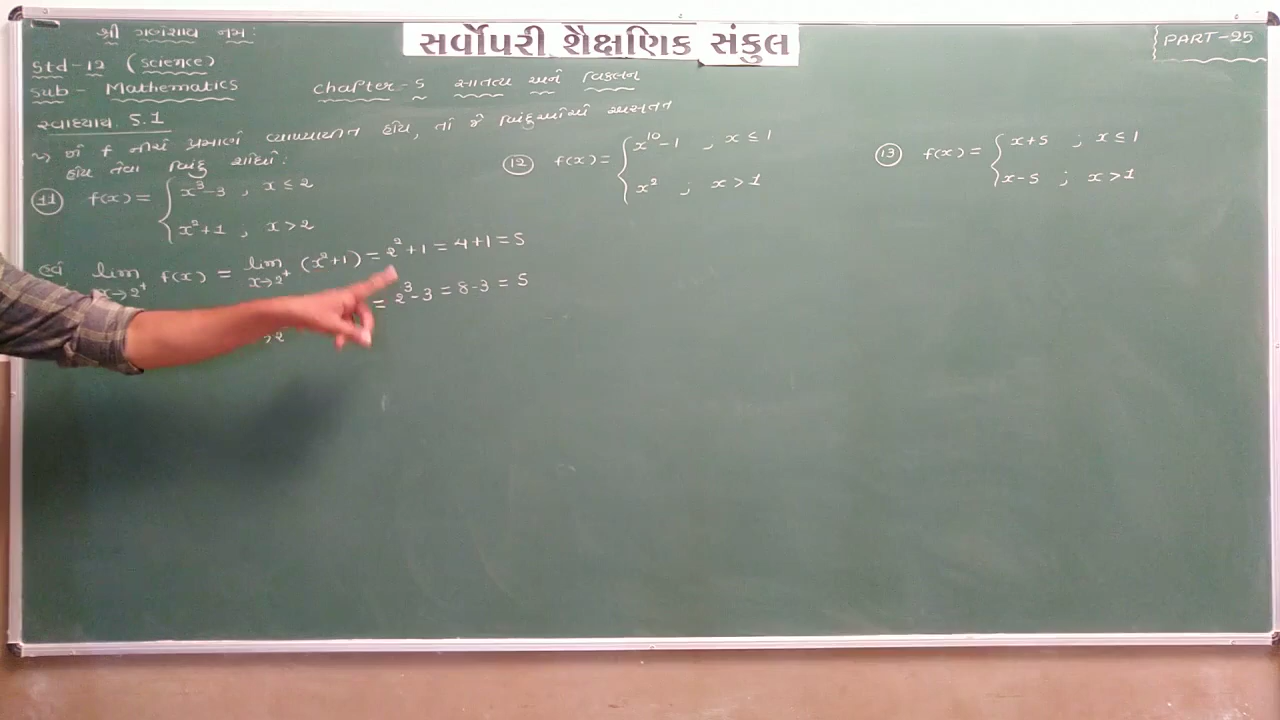 શ્રી ગણેશાય નમ:
સર્વોપરી શૈક્ષણિક સંકુલ
PART-25
Std-12 (Science)
Sub - Mathematics Chapter-5 સાતત્ય અને વિકલન
સ્વાધ્યાય 5.1
જો f નીચે પ્રમાણે વ્યાખ્યાયિત હોય, તો જે બિંદુઓએ અસતત
હોય તેવા બિંદુ શોધો:
(11) f(x) = { x³-3 , x ≤ 2
x²+1 ; x > 2
(12) f(x) = { x¹⁰-1 , x ≤ 1
x² ; x > 1
(13) f(x) = { x+5 ; x ≤ 1
x-5 ; x > 1
હવે lim x→2⁺ f(x) = lim x→2⁺ (x²+1) = 2²+1 = 4+1 = 5
= 2³-3 = 8-3 = 5